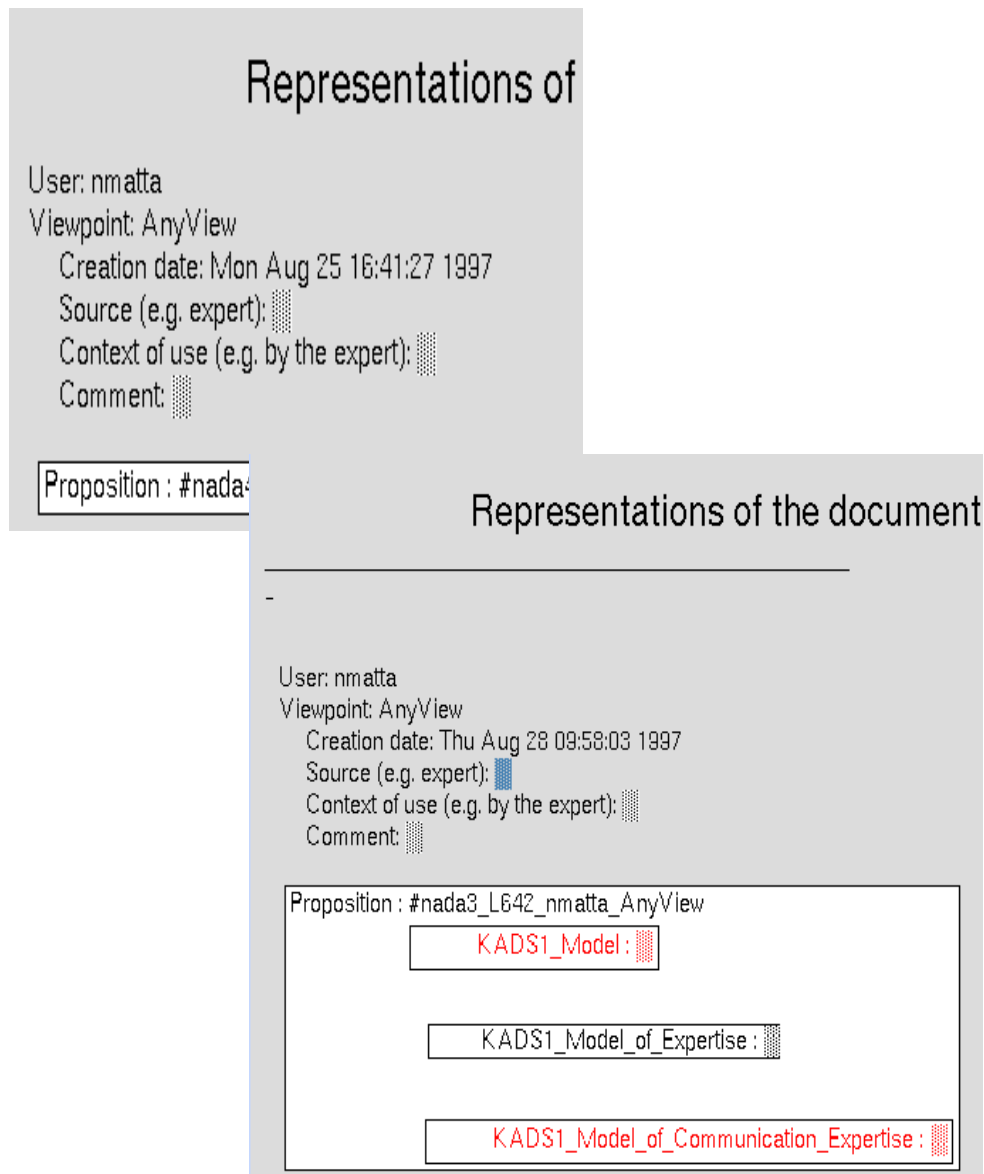 Representations of
User: nmatta
Viewpoint: AnyView
Creation date: Mon Aug 25 16:41:27 1997
Source (e.g. expert):
Context of use (e.g. by the expert):
Comment:
Proposition : #nada
Representations of the document
-
User: nmatta
Viewpoint: AnyView
Creation date: Thu Aug 28 09:58:03 1997
Source (e.g. expert):
Context of use (e.g. by the expert):
Comment:
Proposition : #nada3_L642_nmatta_AnyView
KADS1_Model :
KADS1_Model_of_Expertise :
KADS1_Model_of_Communication_Expertise :